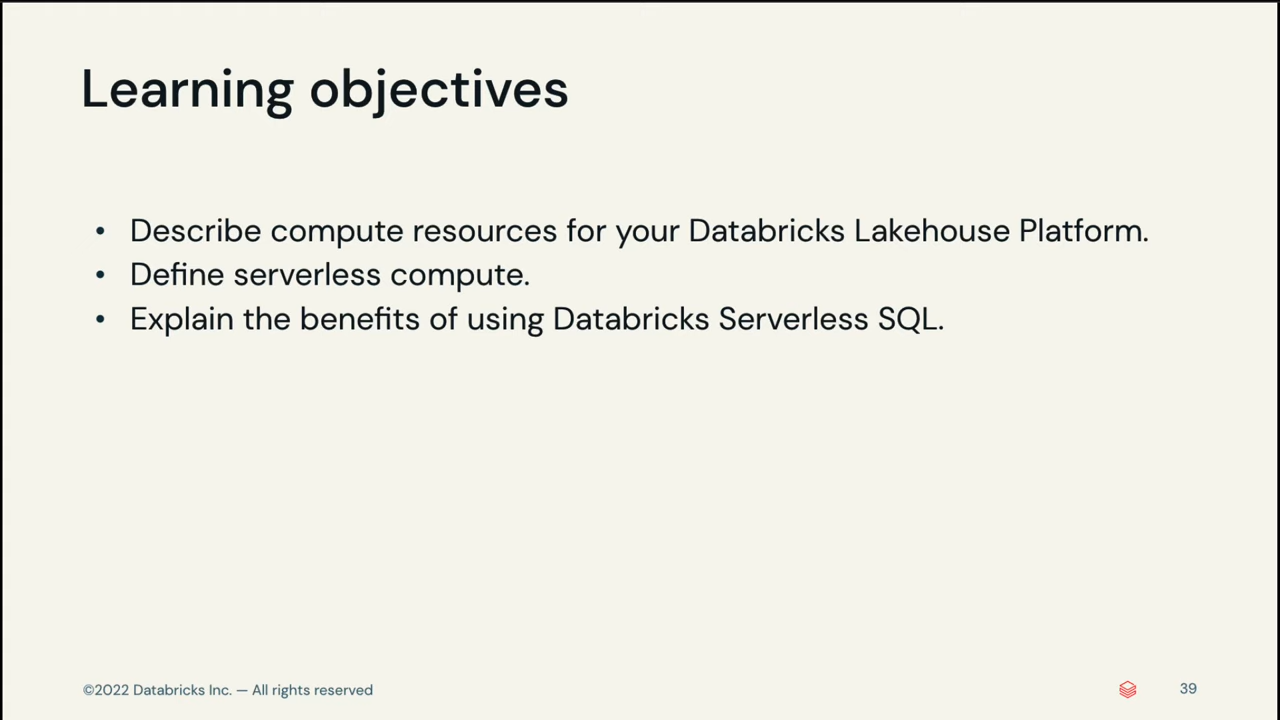 Learning objectives
• Describe compute resources for your Databricks Lakehouse Platform.
• Define serverless compute.
• Explain the benefits of using Databricks Serverless SQL.
©2022 Databricks Inc. — All rights reserved
39